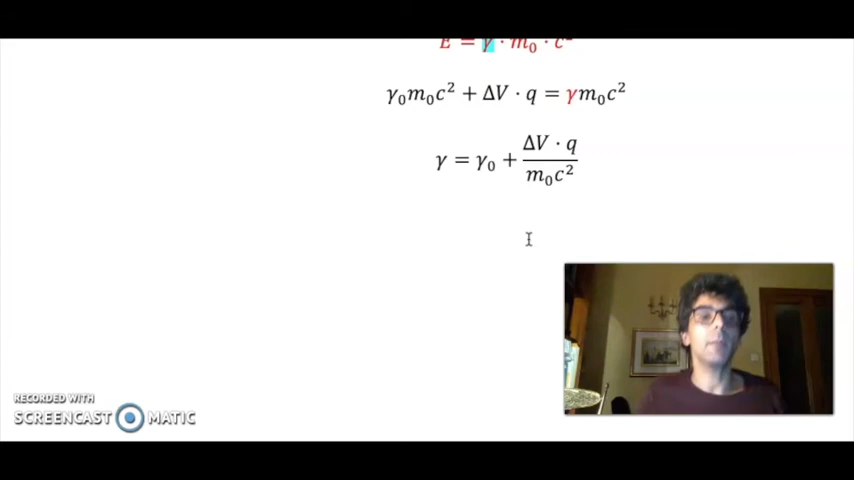 E = γ · m₀ · c²
γ₀m₀c² + ΔV · q = γm₀c²
γ = γ₀ + ΔV · q / m₀c²
RECORDED WITH
SCREENCAST MATIC